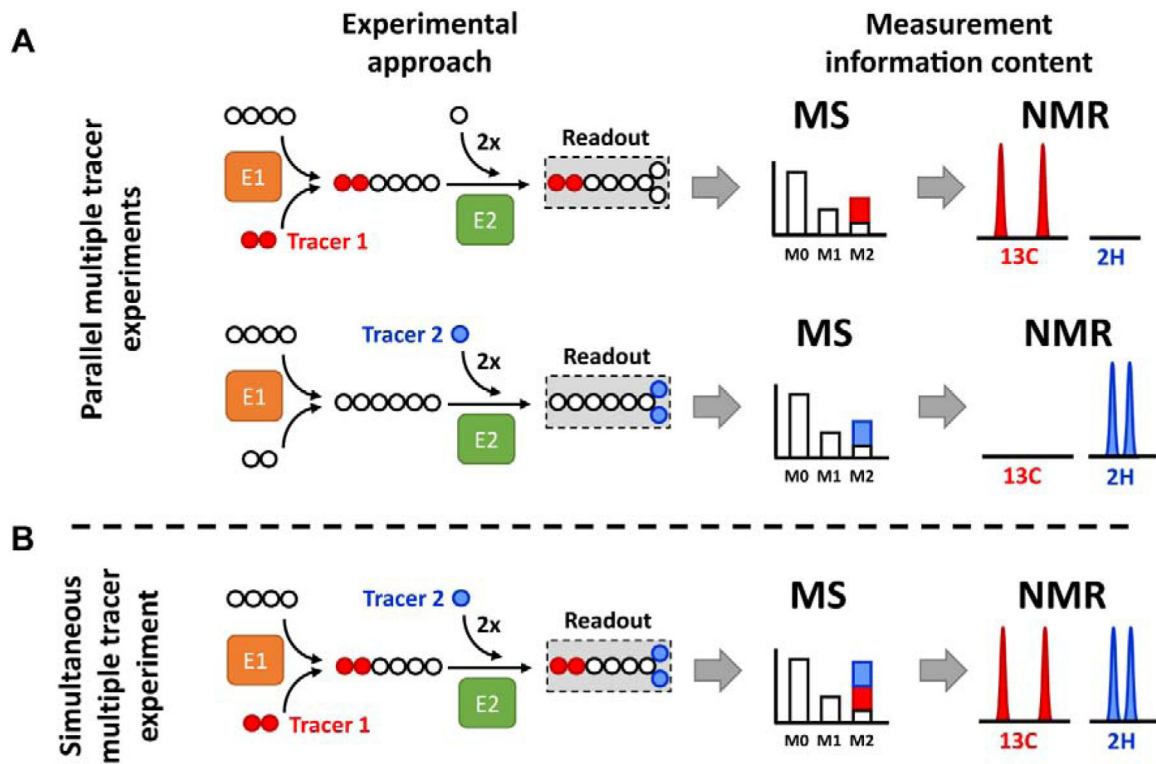 A
Experimental
approach
Measurement
information content
Parallel multiple tracer
experiments
E1
Tracer 1
2x
E2
Readout
MS
M0 M1 M2
NMR
13C 2H
E1
Tracer 2
2x
E2
Readout
MS
M0 M1 M2
NMR
13C 2H
B
Simultaneous
multiple tracer
experiment
E1
Tracer 1
Tracer 2
2x
E2
Readout
MS
M0 M1 M2
NMR
13C 2H